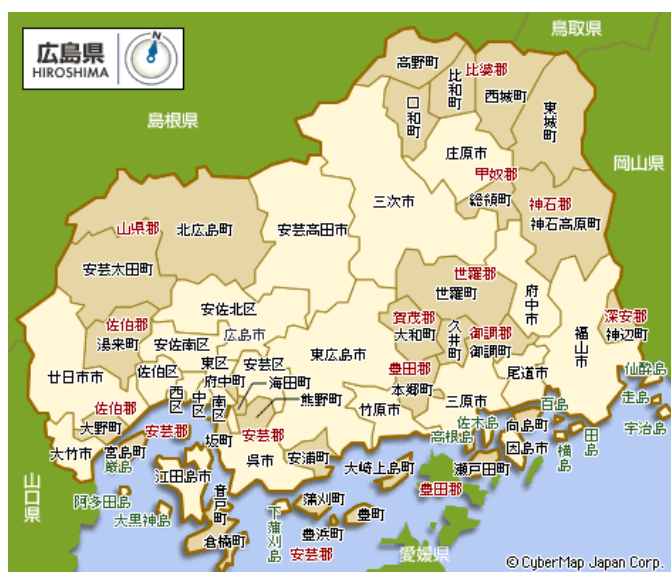 広島県
HIROSHIMA
N
鳥取県
島根県
岡山県
山口県
愛媛県
高野町
比婆郡
比和町
西城町
口和町
東城町
庄原市
甲奴郡
総領町
三次市
神石郡
神石高原町
山県郡
北広島町
安芸高田市
安芸太田町
世羅郡
世羅町
府中市
佐伯郡
湯来町
安佐北区
広島市
安佐南区
賀茂郡
大和町
久井町
御調郡
御調町
福山市
深安郡
神辺町
廿日市市
佐伯区
東区
安芸区
東広島市
豊田郡
本郷町
尾道市
仙酔島
西区
中区
府中町
南区
海田町
熊野町
竹原市
三原市
百島
走島
佐伯郡
大野町
安芸郡
坂町
安芸郡
佐木島
高根島
向島町
因島市
横島
田島
宇治島
大竹市
宮島町
厳島
呉市
安浦町
大崎上島町
瀬戸田町
江田島市
音戸町
豊田郡
阿多田島
大黒神島
倉橋町
下蒲刈島
蒲刈町
豊浜町
豊町
安芸郡
© CyberMap Japan Corp.